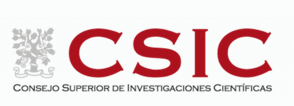 CSIC
CONSEJO SUPERIOR DE INVESTIGACIONES CIENTÍFICAS